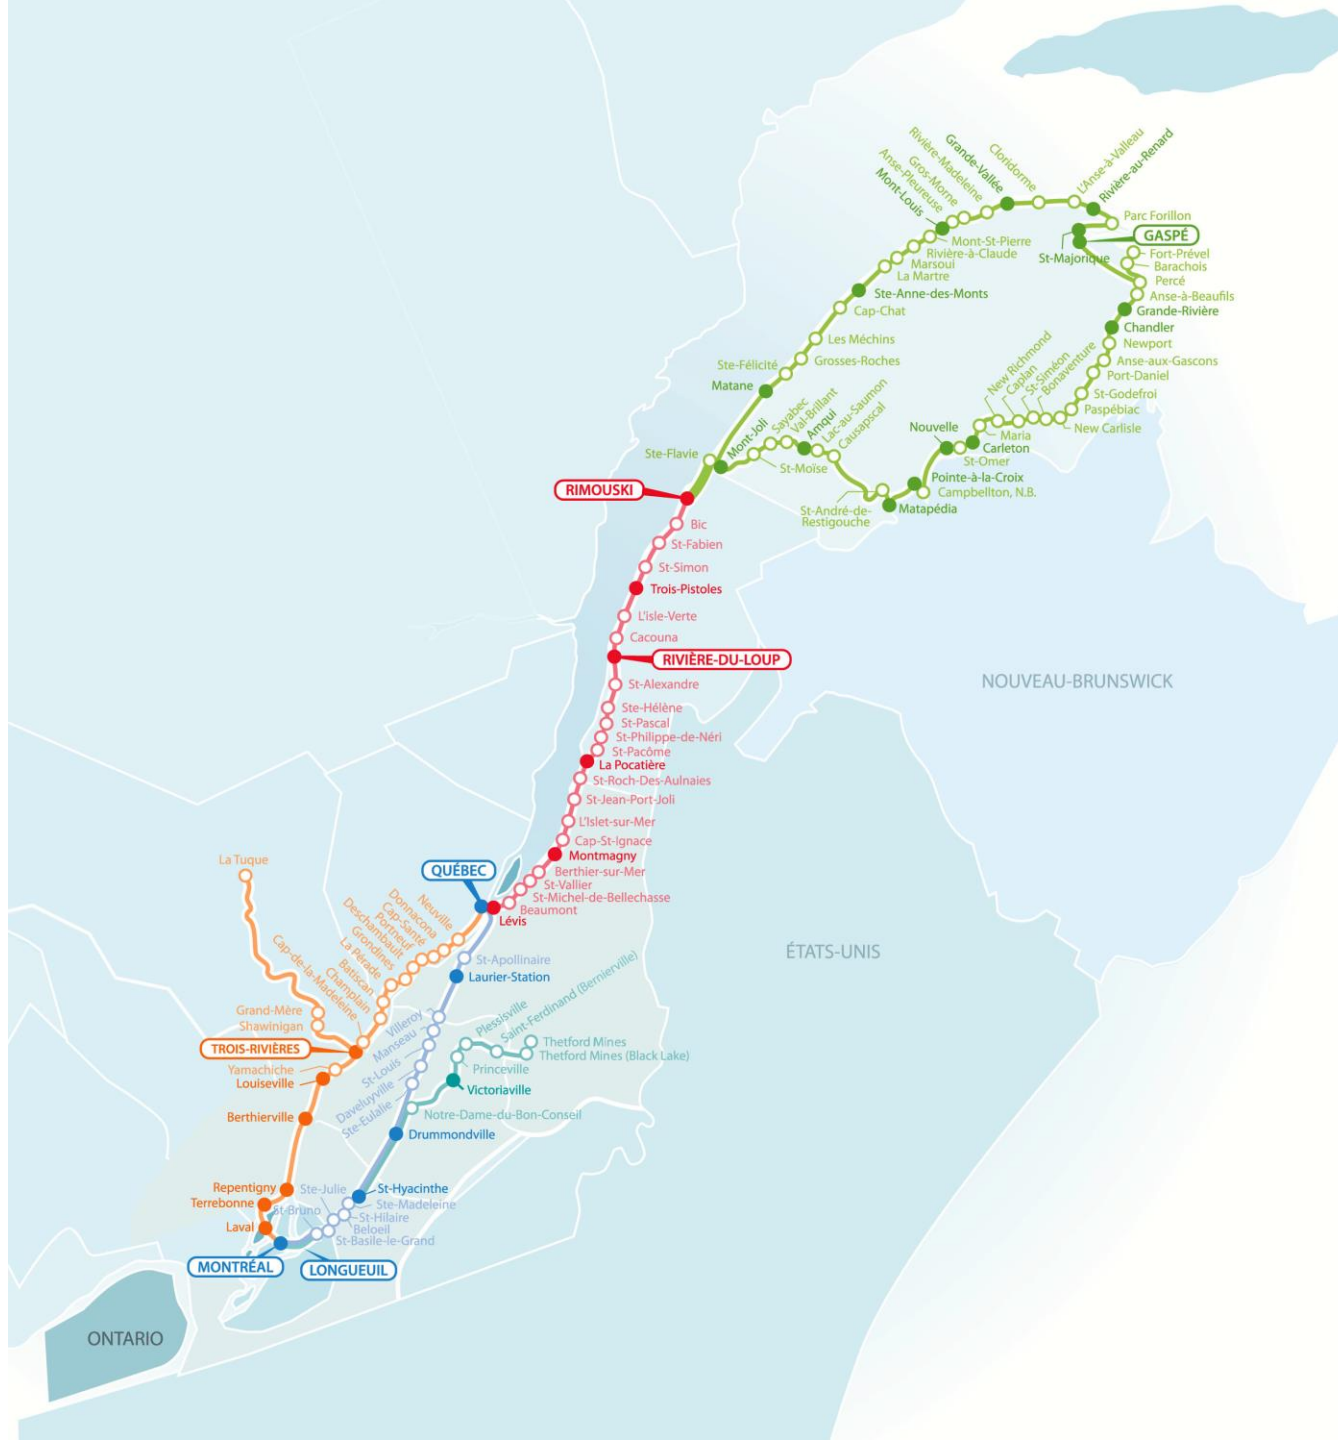 L'Anse-à-Valleau
Rivière-au-Renard
Cloridorme
Grande-Vallée
Rivière-Madeleine
Gros-Morne
Anse-Pleureuse
Mont-Louis
Parc Forillon
GASPÉ
St-Majorique
Mont-St-Pierre
Rivière-à-Claude
Marsoui
La Martre
Fort-Prével
Barachois
Percé
Anse-à-Beaufils
Ste-Anne-des-Monts
Cap-Chat
Grande-Rivière
Chandler
Newport
Les Méchins
Grosses-Roches
Ste-Félicité
Matane
Anse-aux-Gascons
Port-Daniel
St-Godefroi
Paspébiac
New Carlisle
New Richmond
Caplan
St-Siméon
Bonaventure
Maria
Carleton
Nouvelle
St-Omer
Pointe-à-la-Croix
Campbellton, N.B.
Matapédia
St-André-de-
Restigouche
Mont-Joli
Sayabec
Val-Brillant
Amqui
Lac-au-Saumon
Causapscal
St-Moïse
Ste-Flavie
RIMOUSKI
Bic
St-Fabien
St-Simon
Trois-Pistoles
L'isle-Verte
Cacouna
RIVIÈRE-DU-LOUP
NOUVEAU-BRUNSWICK
St-Alexandre
Ste-Hélène
St-Pascal
St-Philippe-de-Néri
St-Pacôme
La Pocatière
St-Roch-Des-Aulnaies
St-Jean-Port-Joli
L'Islet-sur-Mer
Cap-St-Ignace
Montmagny
Berthier-sur-Mer
St-Vallier
St-Michel-de-Bellechasse
Beaumont
Lévis
QUÉBEC
ÉTATS-UNIS
La Tuque
Neuville
Donnacona
Cap-Santé
Portneuf
Deschambault
Grondines
La Pérade
Batiscan
Champlain
Cap-de-la-Madeleine
Grand-Mère
Shawinigan
TROIS-RIVIÈRES
Yamachiche
Louiseville
Berthierville
Repentigny
Terrebonne
Laval
MONTRÉAL
LONGUEUIL
St-Apollinaire
Laurier-Station
Villeroy
Manseau
St-Louis
Daveluyville
Ste-Eulalie
Plessisville
Saint-Ferdinand (Bernierville)
Thetford Mines
Thetford Mines (Black Lake)
Princeville
Victoriaville
Notre-Dame-du-Bon-Conseil
Drummondville
St-Hyacinthe
Ste-Madeleine
St-Hilaire
Beloeil
St-Basile-le-Grand
Ste-Julie
St-Bruno
ONTARIO